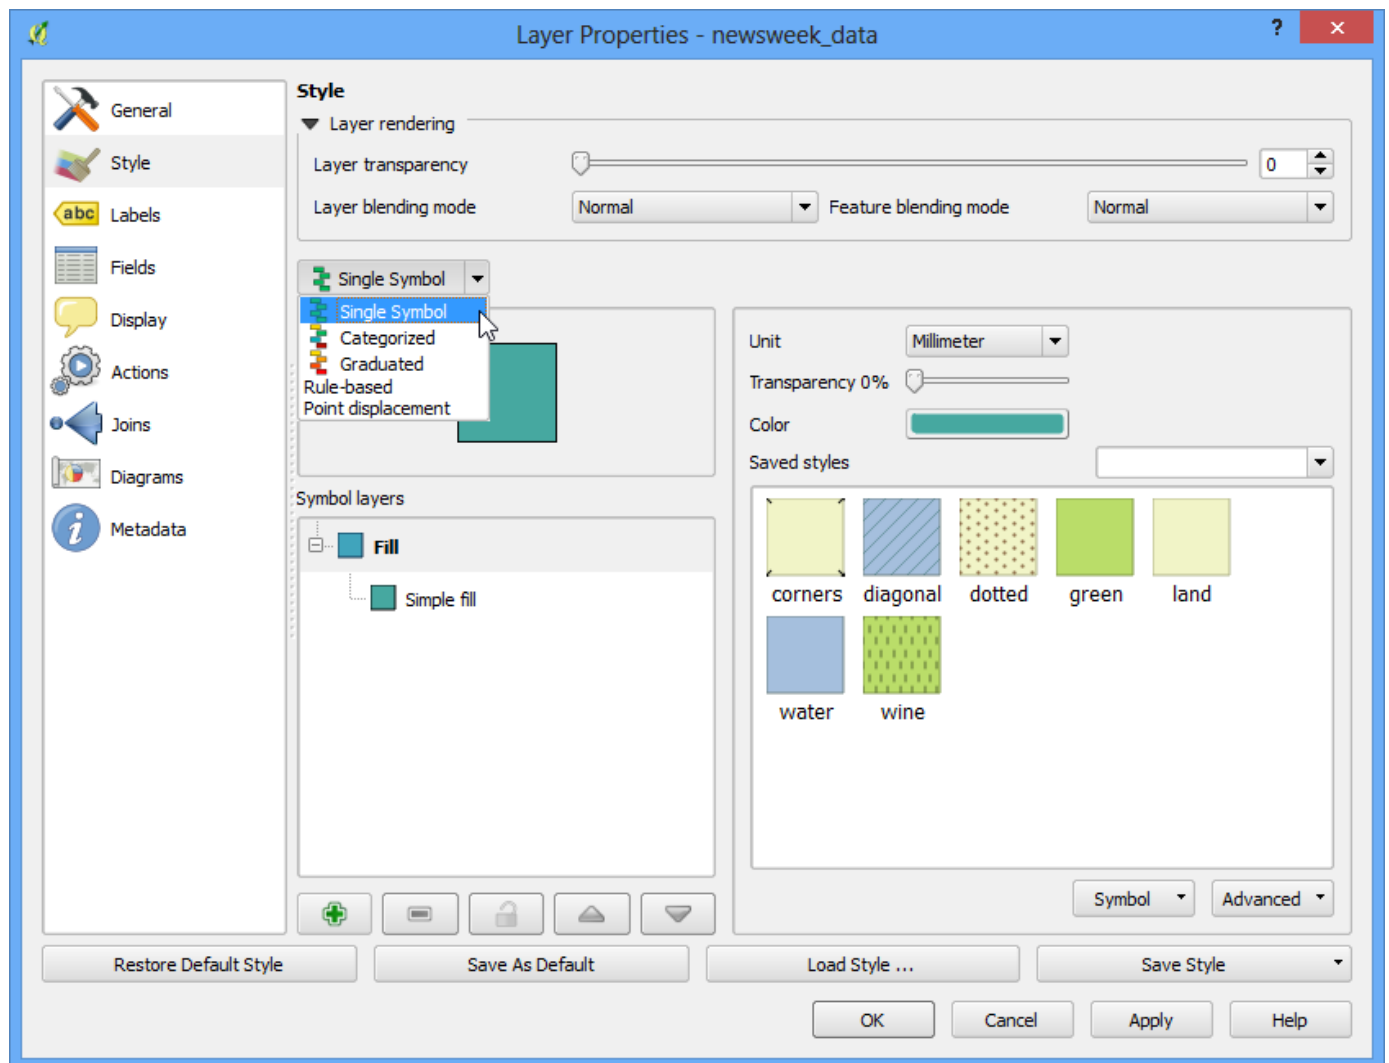 Layer Properties - newsweek_data
?
General
Style
abc Labels
Fields
Display
Actions
Joins
Diagrams
i Metadata
Style
Layer rendering
Layer transparency 0
Layer blending mode Normal Feature blending mode Normal
Single Symbol
Single Symbol
Categorized
Graduated
Rule-based
Point displacement
Symbol layers
Fill
Simple fill
Unit Millimeter
Transparency 0%
Color
Saved styles
corners diagonal dotted green land
water wine
Symbol Advanced
Restore Default Style Save As Default Load Style ... Save Style
OK Cancel Apply Help